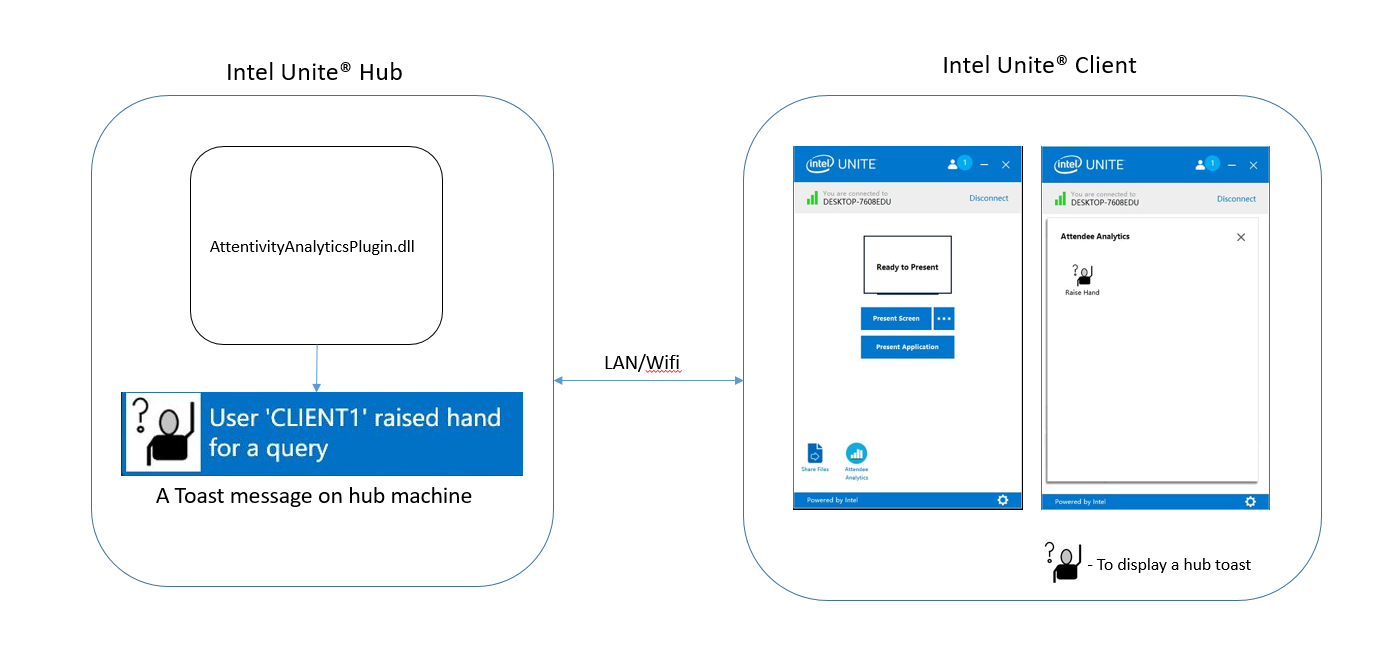 Intel Unite® Hub
AttentivityAnalyticsPlugin.dll
User 'CLIENT1' raised hand
for a query
A Toast message on hub machine
LAN/Wifi
Intel Unite® Client
intel UNITE
1
You are connected to
DESKTOP-7608EDU
Disconnect
Ready to Present
Present Screen
Present Application
Share Files
Attendee
Analytics
Powered by Intel
intel UNITE
1
You are connected to
DESKTOP-7608EDU
Disconnect
Attendee Analytics
Raise Hand
Powered by Intel
- To display a hub toast